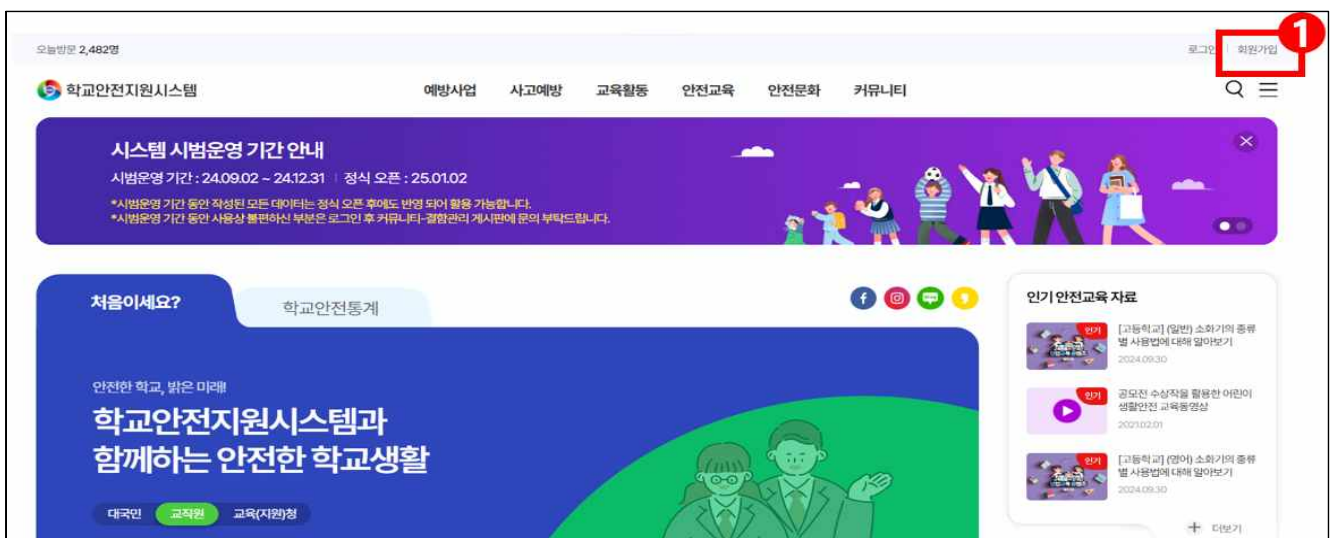 1
오늘방문 2,482명
로그인 회원가입
학교안전지원시스템
예방사업 사고예방 교육활동 안전교육 안전문화 커뮤니티
시스템 시범운영 기간 안내
시범운영 기간 : 24.09.02 ~ 24.12.31 | 정식 오픈 : 25.01.02
*시범운영 기간 동안 작성된 모든 데이터는 정식 오픈 후에도 반영 되어 활용 가능합니다.
*시범운영 기간 동안 사용상 불편하신 부분은 로그인 후 커뮤니티-결함관리 게시판에 문의 부탁드립니다.
처음이세요?
학교안전통계
안전한 학교, 밝은 미래!
학교안전지원시스템과
함께하는 안전한 학교생활
대국민 교직원 교육(지원)청
인기 안전교육 자료
인기
[고등학교] (일반) 소화기의 종류
별 사용법에 대해 알아보기
2024.09.30
인기
공모전 수상작을 활용한 어린이
생활안전 교육동영상
2021.02.01
인기
[고등학교] (영어) 소화기의 종류
별 사용법에 대해 알아보기
2024.09.30
+ 더보기